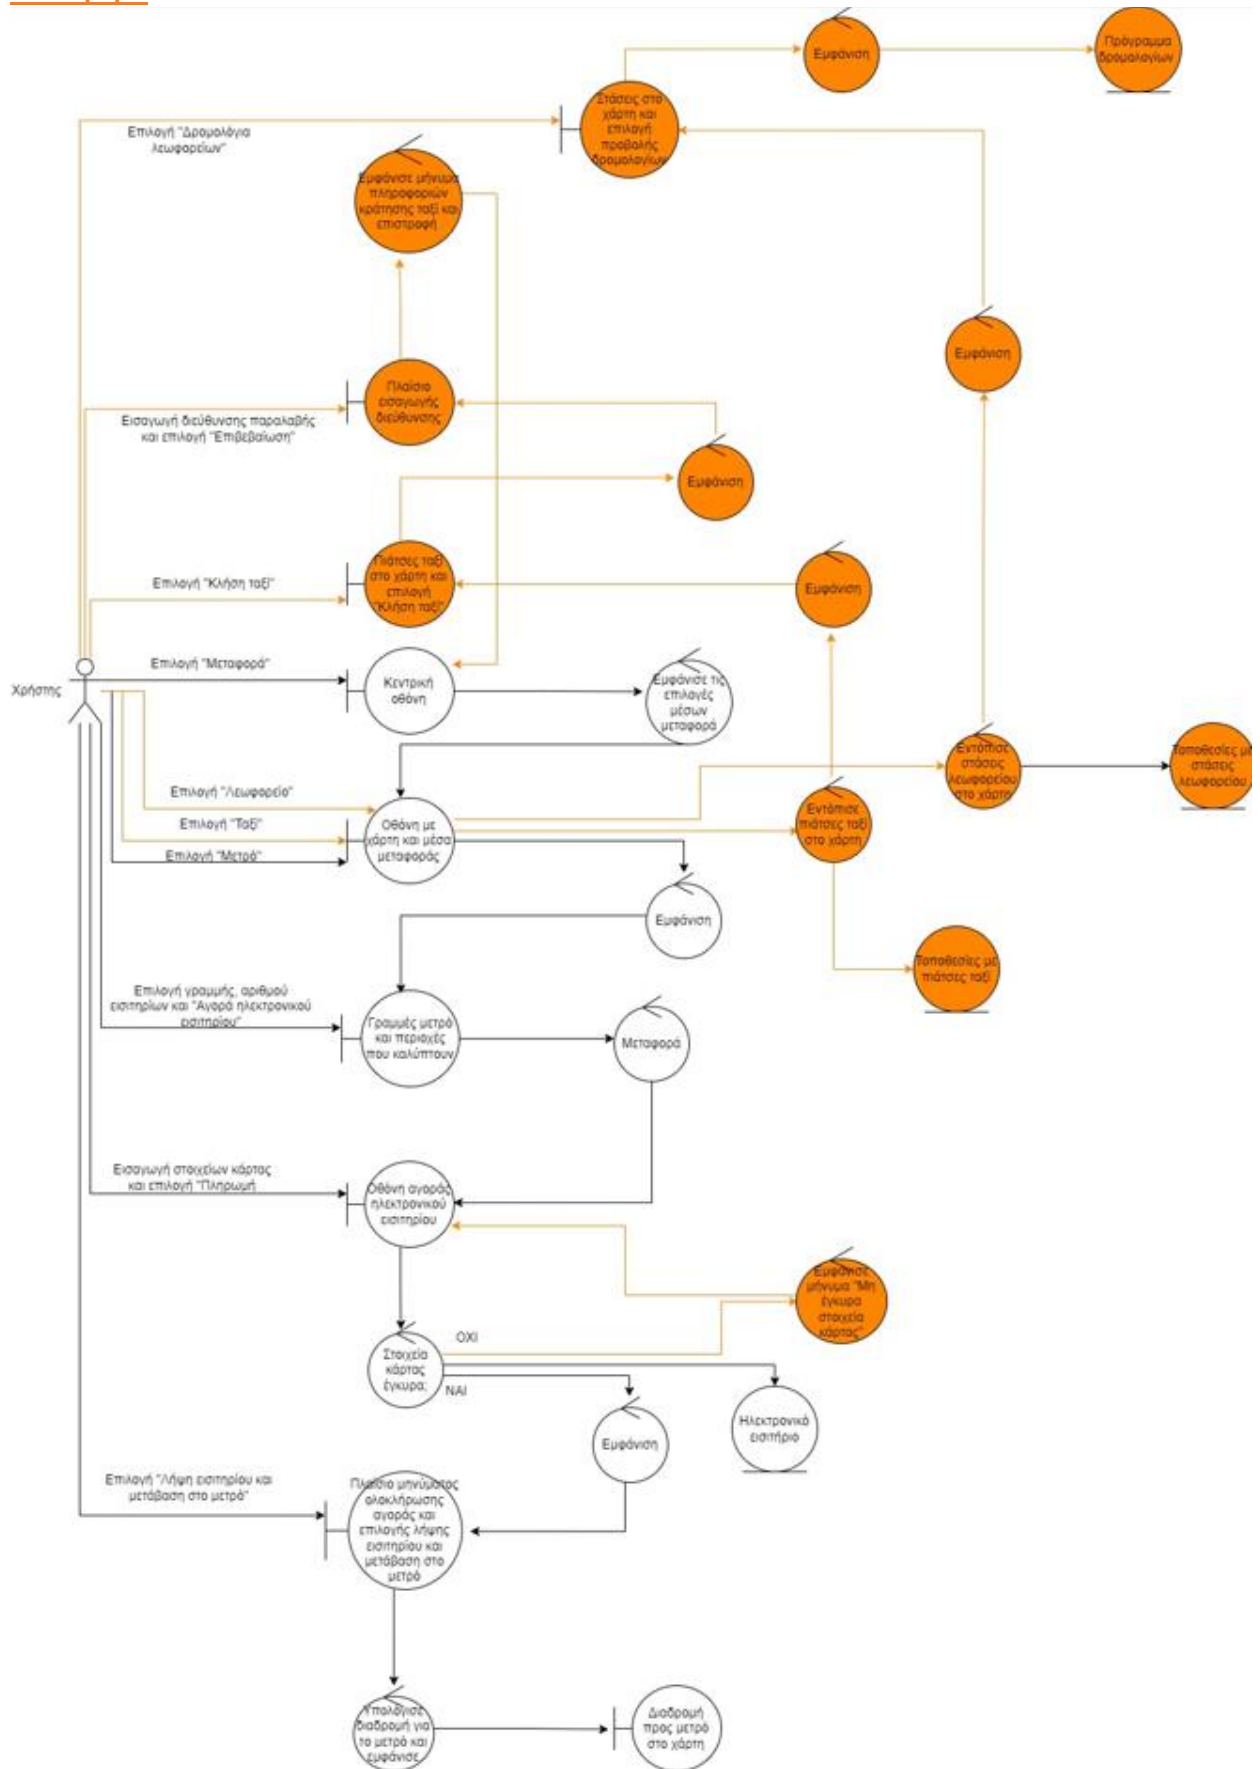 Εμφάνιση
Πρόγραμμα
δρομολογίων
Στάσεις στο
χάρτη και
επιλογή
προβολής
δρομολογίων
Επιλογή "Δρομολόγια
λεωφορείων"
Εμφάνισε μήνυμα
πληροφοριών
κράτησης ταξί και
επιστροφή
Εμφάνιση
Πλαίσιο
εισαγωγής
διεύθυνσης
Εισαγωγή διεύθυνσης παραλαβής
και επιλογή "Επιβεβαίωση"
Εμφάνιση
Πιάτσες ταξί
στο χάρτη και
επιλογή
"Κλήση ταξί"
Επιλογή "Κλήση ταξί"
Εμφάνιση
Επιλογή "Μεταφορά"
Χρήστης
Κεντρική
οθόνη
Εμφάνισε τις
επιλογές
μέσων
μεταφορά
Εντόπισε
στάσεις
λεωφορείου
στο χάρτη
Τοποθεσίες με
στάσεις
λεωφορείου
Επιλογή "Λεωφορείο"
Επιλογή "Ταξί"
Επιλογή "Μετρό"
Οθόνη με
χάρτη και μέσα
μεταφοράς
Εντόπισε
πιάτσες ταξί
στο χάρτη
Εμφάνιση
Τοποθεσίες με
πιάτσες ταξί
Επιλογή γραμμής, αριθμού
εισιτηρίων και "Αγορά ηλεκτρονικού
εισιτηρίου"
Γραμμές μετρό
και περιοχές
που καλύπτουν
Μεταφορά
Εισαγωγή στοιχείων κάρτας
και επιλογή "Πληρωμή
Οθόνη αγοράς
ηλεκτρονικού
εισιτηρίου
Εμφάνισε
μήνυμα "Μη
έγκυρα
στοιχεία
κάρτας"
ΟΧΙ
Στοιχεία
κάρτας
έγκυρα;
ΝΑΙ
Ηλεκτρονικό
εισιτήριο
Εμφάνιση
Επιλογή "Λήψη εισιτηρίου και
μετάβαση στο μετρό"
Πλαίσιο μηνύματος
ολοκλήρωσης
αγοράς και
επιλογής λήψης
εισιτηρίου και
μετάβαση στο
μετρό
Υπολόγισε
διαδρομή για
το μετρό και
εμφάνισε
Διαδρομή
προς μετρό
στο χάρτη